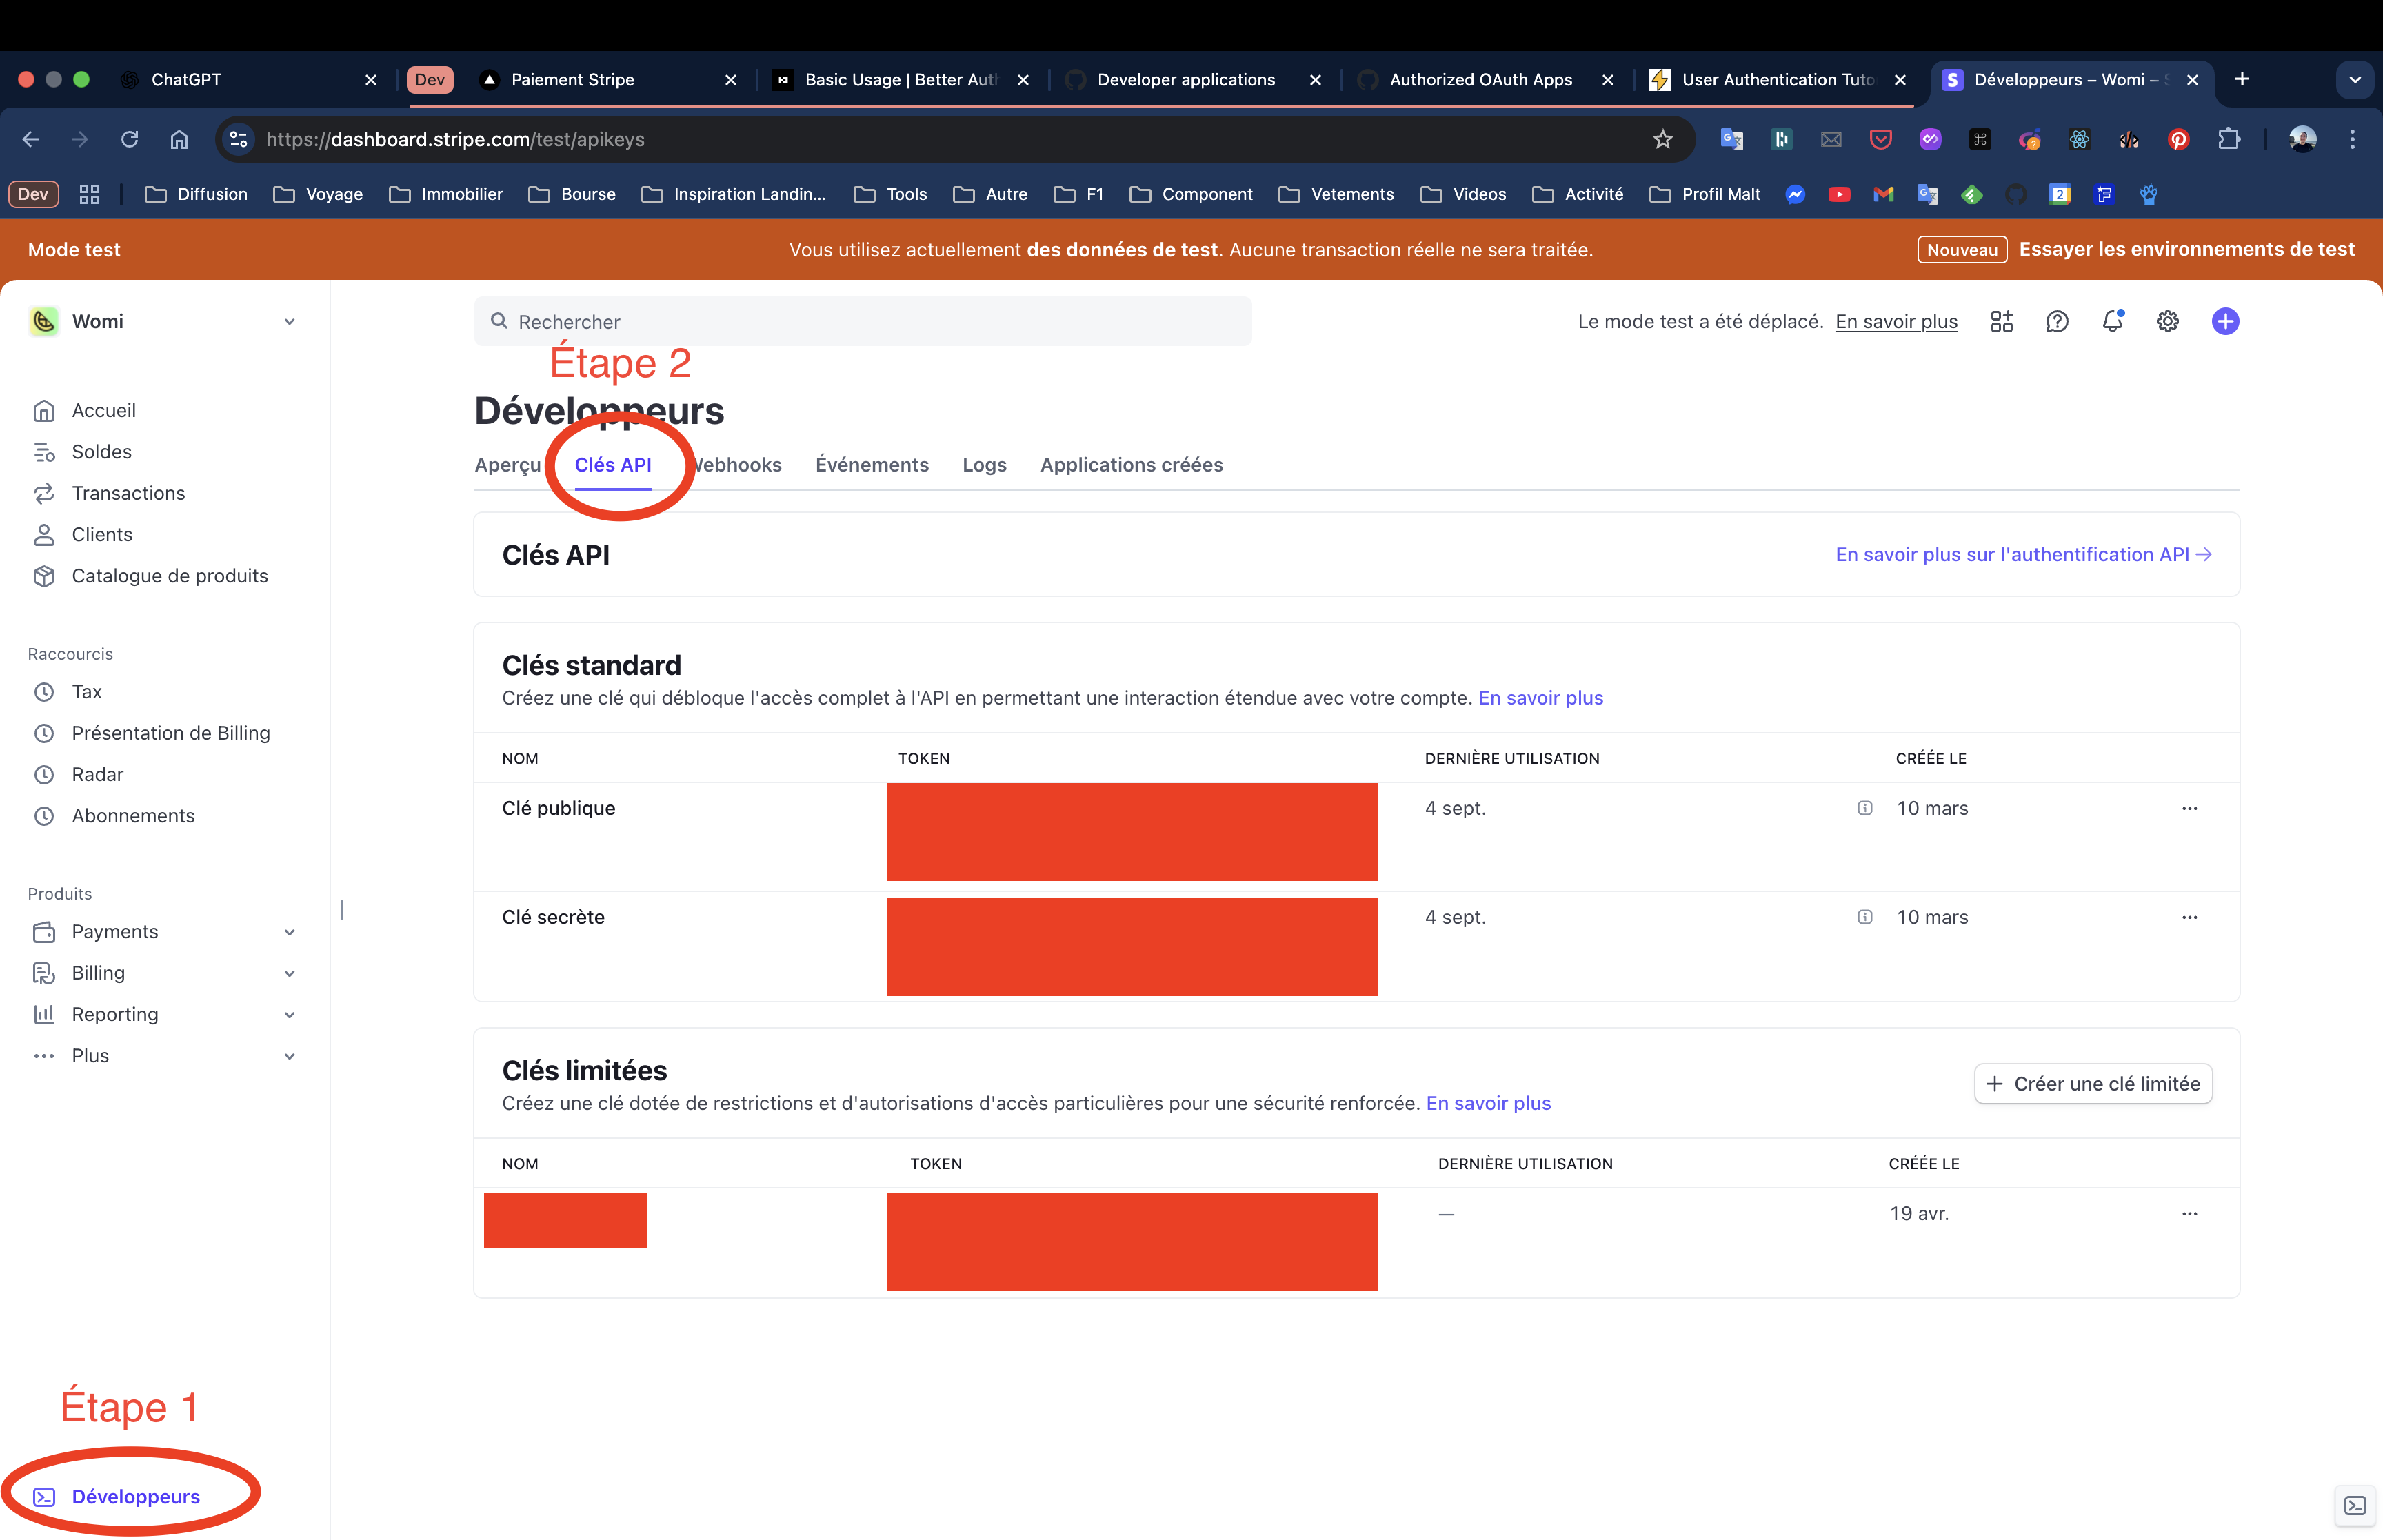 ChatGPT
Dev
Paiement Stripe
Basic Usage | Better Auth
Developer applications
Authorized OAuth Apps
User Authentication Tuto
Développeurs – Womi – S
https://dashboard.stripe.com/test/apikeys
Dev
Diffusion
Voyage
Immobilier
Bourse
Inspiration Landin...
Tools
Autre
F1
Component
Vetements
Videos
Activité
Profil Malt
Mode test
Vous utilisez actuellement des données de test. Aucune transaction réelle ne sera traitée.
Nouveau
Essayer les environnements de test
Womi
Rechercher
Le mode test a été déplacé. En savoir plus
Accueil
Soldes
Transactions
Clients
Catalogue de produits
Raccourcis
Tax
Présentation de Billing
Radar
Abonnements
Produits
Payments
Billing
Reporting
Plus
Étape 1
Développeurs
Étape 2
Développeurs
Aperçu
Clés API
Webhooks
Événements
Logs
Applications créées
Clés API
En savoir plus sur l'authentification API
Clés standard
Créez une clé qui débloque l'accès complet à l'API en permettant une interaction étendue avec votre compte. En savoir plus
NOM
TOKEN
DERNIÈRE UTILISATION
CRÉÉE LE
Clé publique
4 sept.
10 mars
Clé secrète
4 sept.
10 mars
Clés limitées
Créez une clé dotée de restrictions et d'autorisations d'accès particulières pour une sécurité renforcée. En savoir plus
Créer une clé limitée
NOM
TOKEN
DERNIÈRE UTILISATION
CRÉÉE LE
—
19 avr.